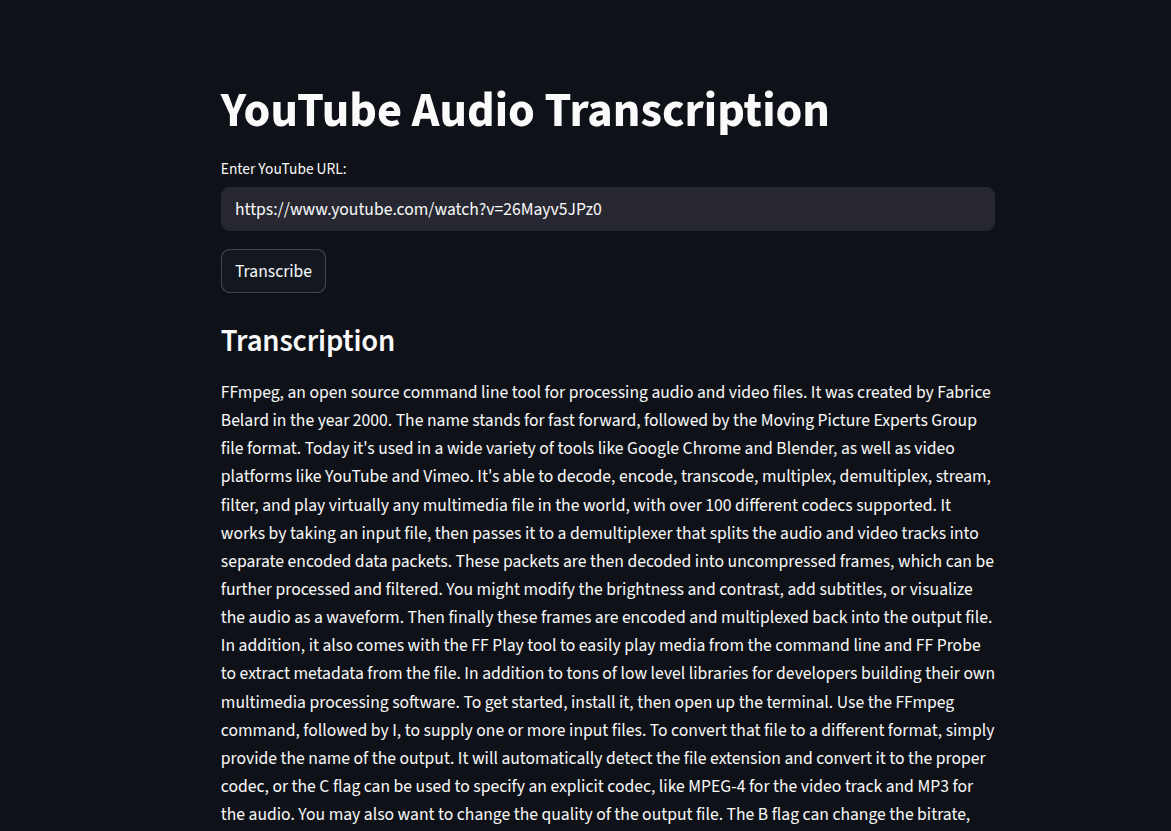 YouTube Audio Transcription
Enter YouTube URL:
https://www.youtube.com/watch?v=26Mayv5JPz0
Transcribe
Transcription
FFmpeg, an open source command line tool for processing audio and video files. It was created by Fabrice
Belard in the year 2000. The name stands for fast forward, followed by the Moving Picture Experts Group
file format. Today it's used in a wide variety of tools like Google Chrome and Blender, as well as video
platforms like YouTube and Vimeo. It's able to decode, encode, transcode, multiplex, demultiplex, stream,
filter, and play virtually any multimedia file in the world, with over 100 different codecs supported. It
works by taking an input file, then passes it to a demultiplexer that splits the audio and video tracks into
separate encoded data packets. These packets are then decoded into uncompressed frames, which can be
further processed and filtered. You might modify the brightness and contrast, add subtitles, or visualize
the audio as a waveform. Then finally these frames are encoded and multiplexed back into the output file.
In addition, it also comes with the FF Play tool to easily play media from the command line and FF Probe
to extract metadata from the file. In addition to tons of low level libraries for developers building their own
multimedia processing software. To get started, install it, then open up the terminal. Use the FFmpeg
command, followed by I, to supply one or more input files. To convert that file to a different format, simply
provide the name of the output. It will automatically detect the file extension and convert it to the proper
codec, or the C flag can be used to specify an explicit codec, like MPEG-4 for the video track and MP3 for
the audio. You may also want to change the quality of the output file. The B flag can change the bitrate,